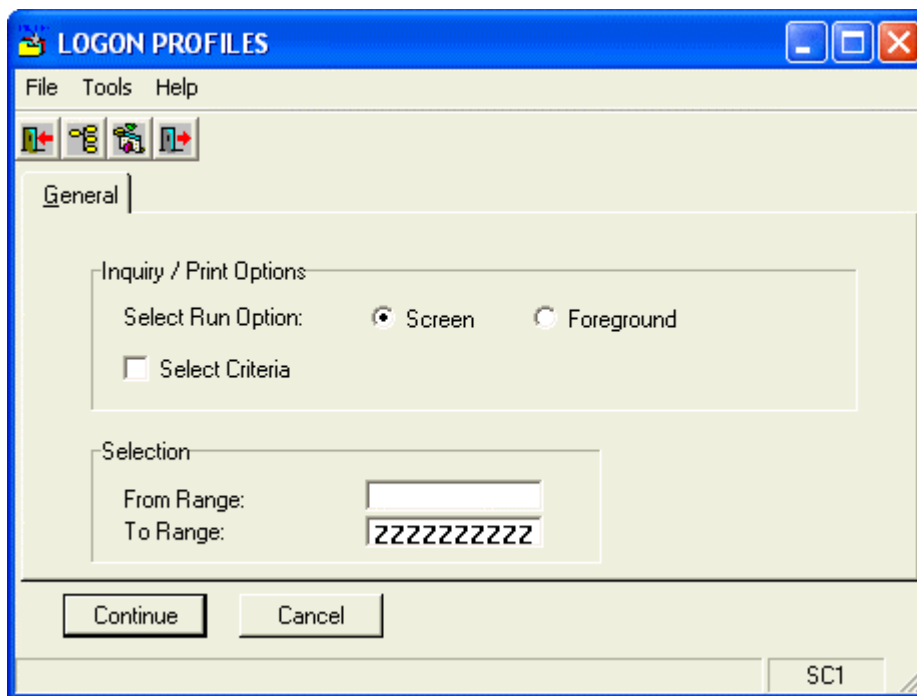 LOGON PROFILES
File Tools Help
General
Inquiry / Print Options
Select Run Option: Screen Foreground
Select Criteria
Selection
From Range:
To Range: ZZZZZZZZZZ
Continue Cancel
SC1